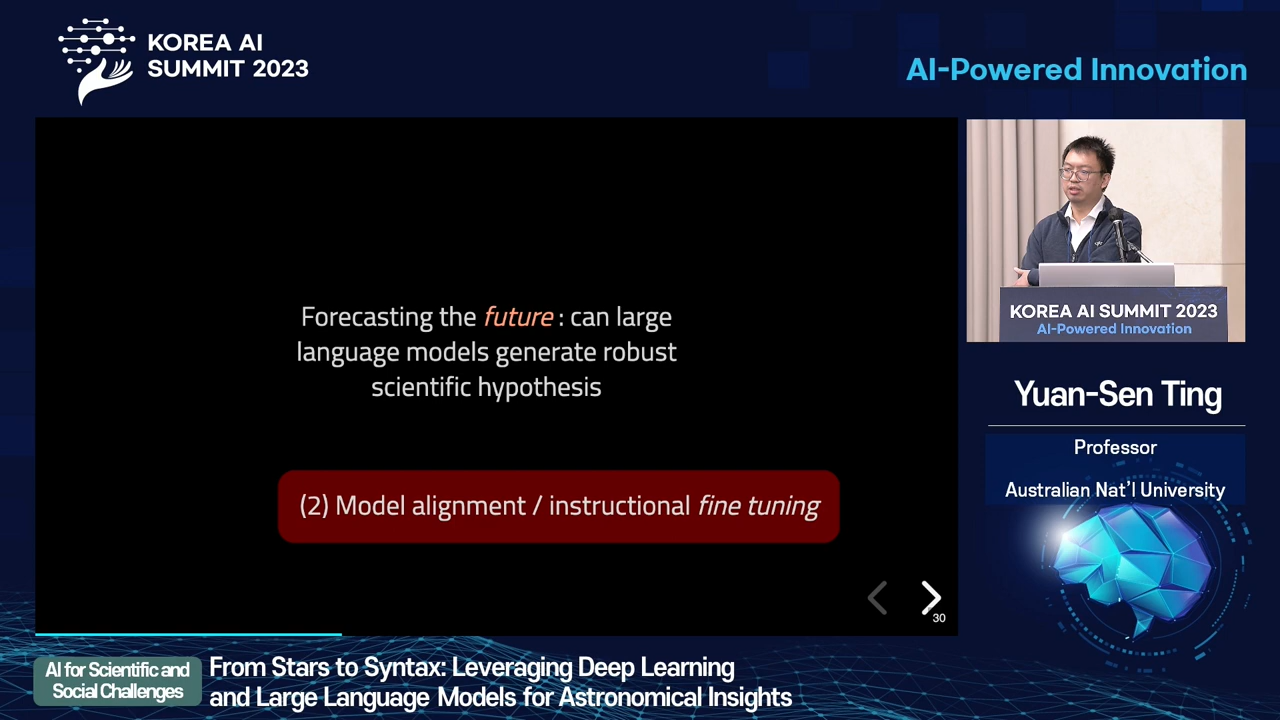 KOREA AI
SUMMIT 2023
AI-Powered Innovation
Forecasting the future : can large
language models generate robust
scientific hypothesis
(2) Model alignment / instructional fine tuning
30
KOREA AI SUMMIT 2023
AI-Powered Innovation
Yuan-Sen Ting
Professor
Australian Nat'l University
AI for Scientific and
Social Challenges
From Stars to Syntax: Leveraging Deep Learning
and Large Language Models for Astronomical Insights